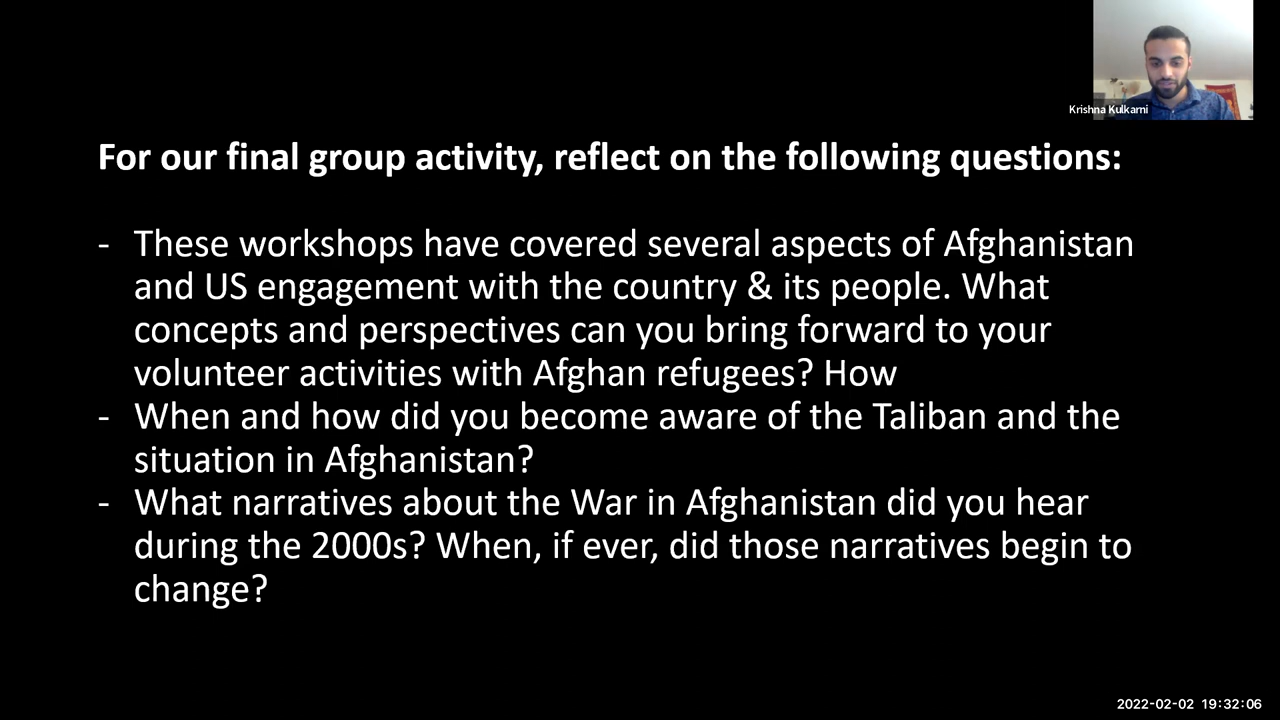 Krishna Kulkarni
For our final group activity, reflect on the following questions:
- These workshops have covered several aspects of Afghanistan
and US engagement with the country & its people. What
concepts and perspectives can you bring forward to your
volunteer activities with Afghan refugees? How
- When and how did you become aware of the Taliban and the
situation in Afghanistan?
- What narratives about the War in Afghanistan did you hear
during the 2000s? When, if ever, did those narratives begin to
change?
2022-02-02 19:32:06